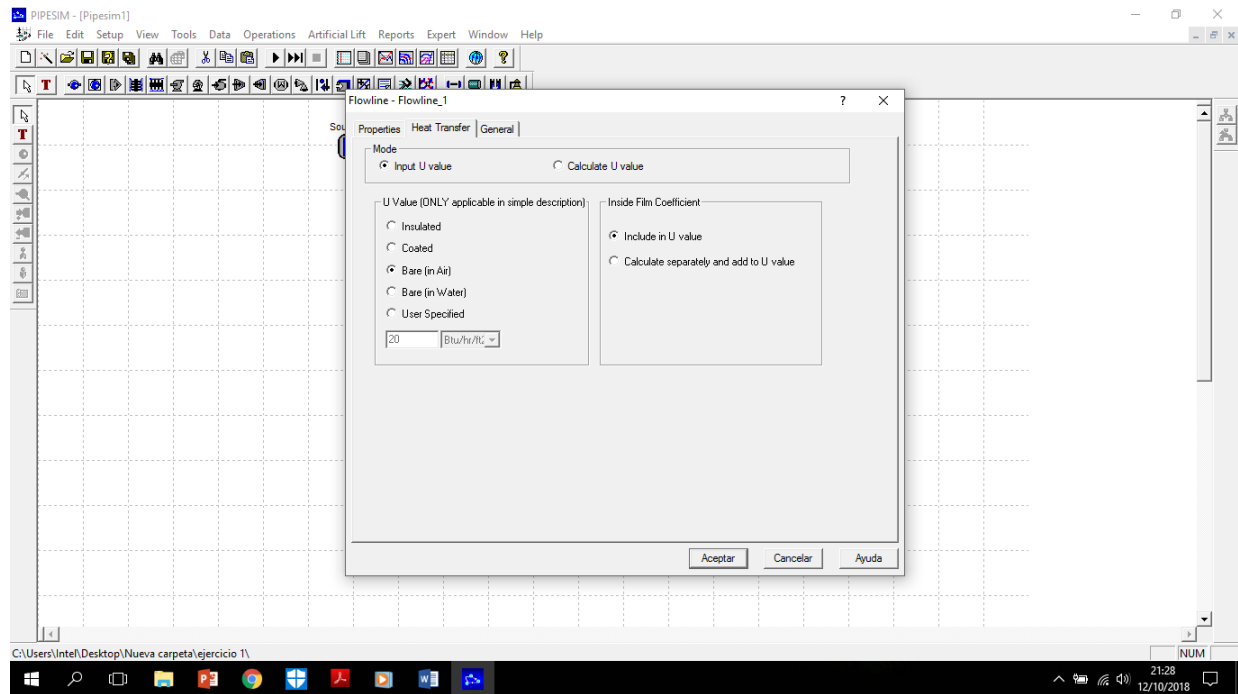 PIPESIM - [Pipesim1]
File Edit Setup View Tools Data Operations Artificial Lift Reports Expert Window Help
T
T
Flowline - Flowline_1
Properties Heat Transfer General
Mode
Input U value Calculate U value
U Value (ONLY applicable in simple description)
Insulated
Coated
Bare (in Air)
Bare (in Water)
User Specified
20 Btu/hr/ft2
Inside Film Coefficient
Include in U value
Calculate separately and add to U value
Aceptar Cancelar Ayuda
C:\Users\Intel\Desktop\Nueva carpeta\ejercicio 1\ NUM
21:28
12/10/2018